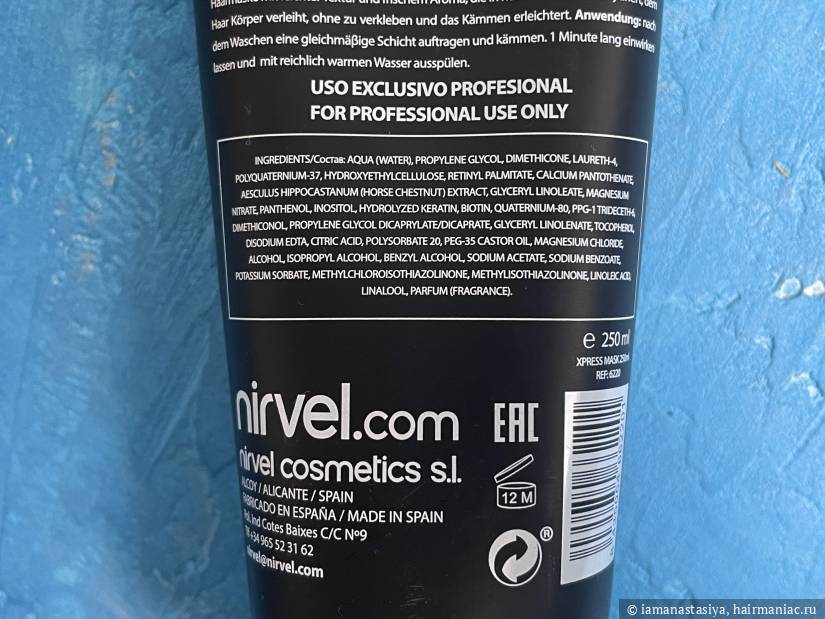 Haar Körper verleiht, ohne zu verkleben und das Kämmen erleichtert. Anwendung: nach
dem Waschen eine gleichmäßige Schicht auftragen und kämmen. 1 Minute lang einwirken
lassen und mit reichlich warmen Wasser ausspülen.
USO EXCLUSIVO PROFESIONAL
FOR PROFESSIONAL USE ONLY
INGREDIENTS/Состав: AQUA (WATER), PROPYLENE GLYCOL, DIMETHICONE, LAURETH-4,
POLYQUATERNIUM-37, HYDROXYETHYLCELLULOSE, RETINYL PALMITATE, CALCIUM PANTOTHENATE,
AESCULUS HIPPOCASTANUM (HORSE CHESTNUT) EXTRACT, GLYCERYL LINOLEATE, MAGNESIUM
NITRATE, PANTHENOL, INOSITOL, HYDROLYZED KERATIN, BIOTIN, QUATERNIUM-80, PPG-1 TRIDECETH-6,
DIMETHICONOL, PROPYLENE GLYCOL DICAPRYLATE/DICAPRATE, GLYCERYL LINOLENATE, TOCOPHEROL,
DISODIUM EDTA, CITRIC ACID, POLYSORBATE 20, PEG-35 CASTOR OIL, MAGNESIUM CHLORIDE,
ALCOHOL, ISOPROPYL ALCOHOL, BENZYL ALCOHOL, SODIUM ACETATE, SODIUM BENZOATE,
POTASSIUM SORBATE, METHYLCHLOROISOTHIAZOLINONE, METHYLISOTHIAZOLINONE, LINOLEIC ACID,
LINALOOL, PARFUM (FRAGRANCE).
e 250 ml
XPRESS MASK 250ml
REF: 6220
nirvel.com
EAC
nirvel cosmetics s.l.
ALCOY / ALICANTE / SPAIN
FABRICADO EN ESPAÑA / MADE IN SPAIN
Pol. Ind Cotes Baixes C/C Nº9
Tf +34 965 52 31 62
nirvel@nirvel.com
12 M
®
© iamanastasiya, hairmaniac.ru